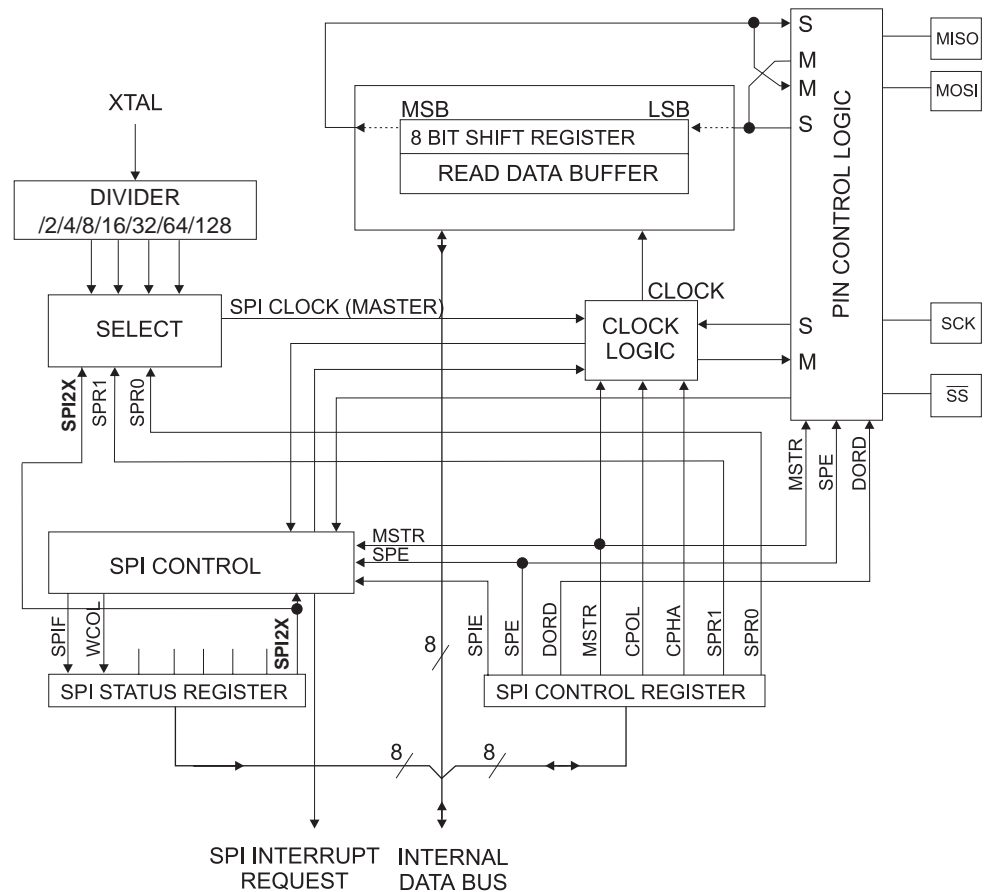 S
MISO
M
M
MOSI
S
MSB
LSB
8 BIT SHIFT REGISTER
READ DATA BUFFER
PIN CONTROL LOGIC
XTAL
DIVIDER
/2/4/8/16/32/64/128
SPI CLOCK (MASTER)
SELECT
CLOCK
CLOCK
LOGIC
S
M
SCK
SS
SPI2X
SPR1
SPR0
MSTR
SPE
DORD
MSTR
SPE
SPI CONTROL
SPIF
WCOL
SPI2X
8
SPIE
SPE
DORD
MSTR
CPOL
CPHA
SPR1
SPR0
SPI STATUS REGISTER
SPI CONTROL REGISTER
8
8
SPI INTERRUPT
REQUEST
INTERNAL
DATA BUS